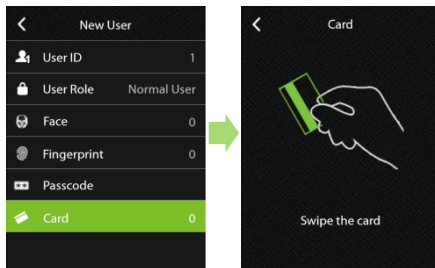 New User
User ID 1
User Role Normal User
Face 0
Fingerprint 0
Passcode
Card 0
Card
Swipe the card